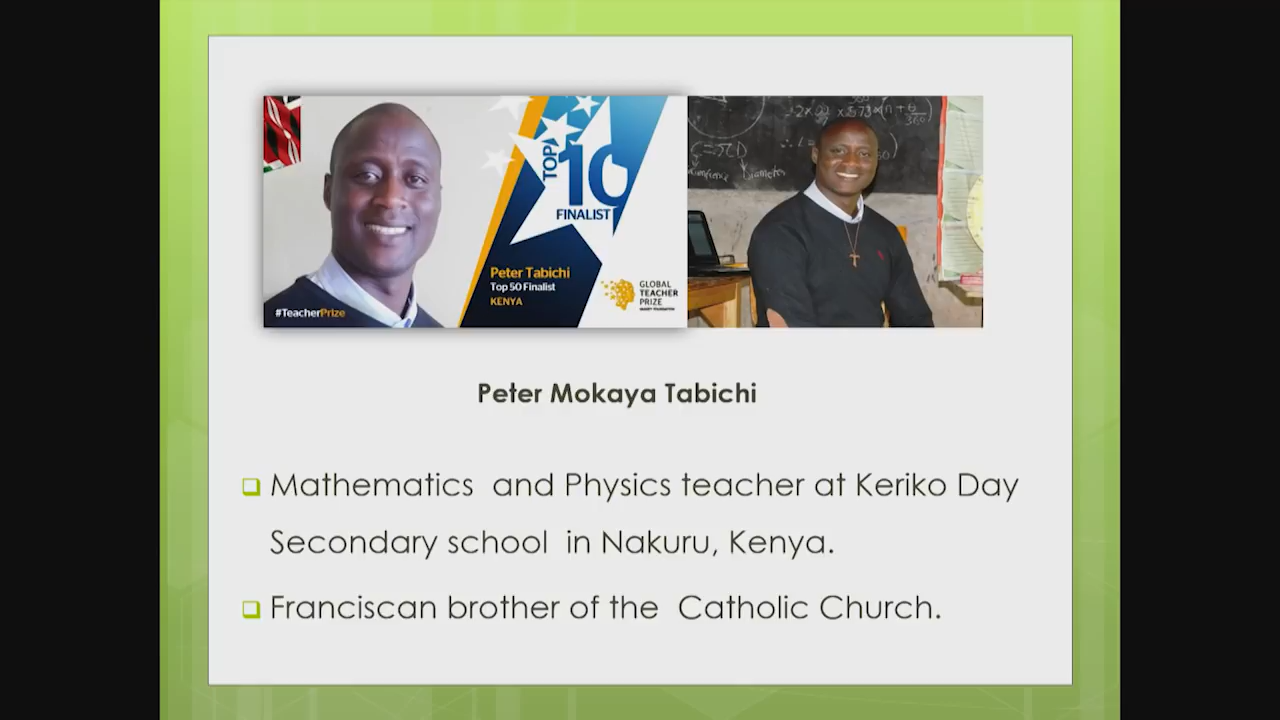 TOP
10
FINALIST
Peter Tabichi
Top 50 Finalist
KENYA
GLOBAL
TEACHER
PRIZE
#TeacherPrize
Peter Mokaya Tabichi
Mathematics and Physics teacher at Keriko Day
Secondary school in Nakuru, Kenya.
Franciscan brother of the Catholic Church.